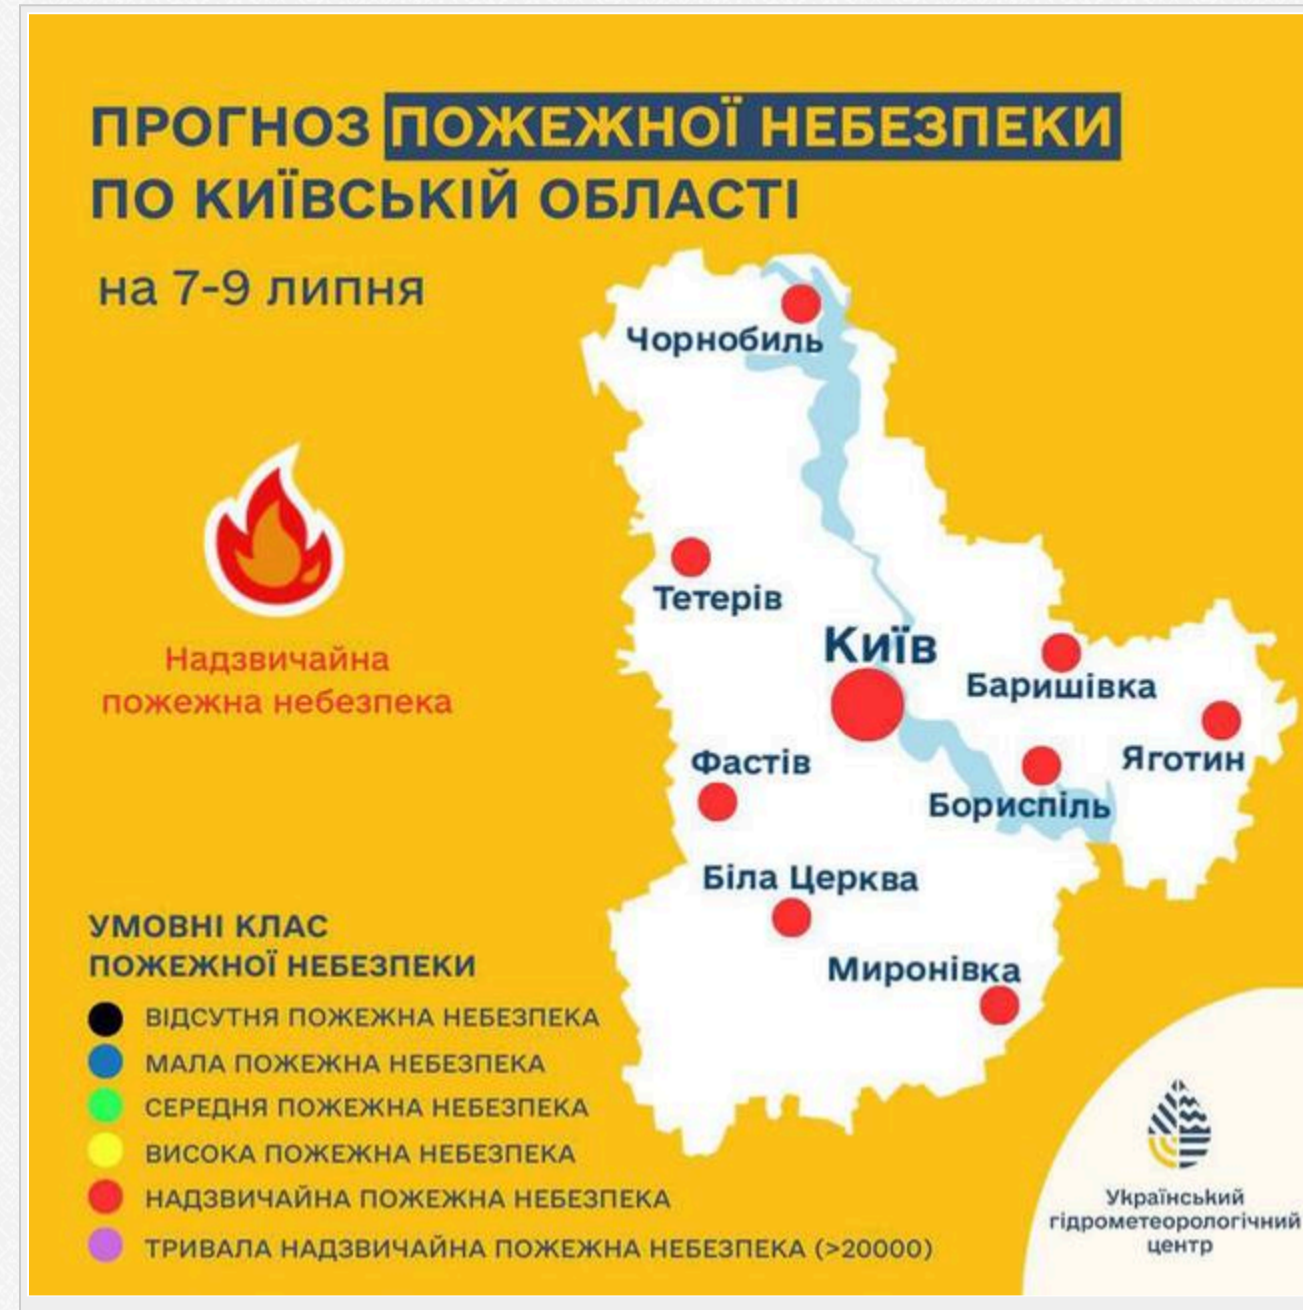 ПРОГНОЗ ПОЖЕЖНОЇ НЕБЕЗПЕКИ
ПО КИЇВСЬКІЙ ОБЛАСТІ
на 7-9 липня
Чорнобиль
Тетерів
Київ
Баришівка
Яготин
Фастів
Бориспіль
Біла Церква
Миронівка
Надзвичайна
пожежна небезпека
УМОВНІ КЛАС
ПОЖЕЖНОЇ НЕБЕЗПЕКИ
ВІДСУТНЯ ПОЖЕЖНА НЕБЕЗПЕКА
МАЛА ПОЖЕЖНА НЕБЕЗПЕКА
СЕРЕДНЯ ПОЖЕЖНА НЕБЕЗПЕКА
ВИСОКА ПОЖЕЖНА НЕБЕЗПЕКА
НАДЗВИЧАЙНА ПОЖЕЖНА НЕБЕЗПЕКА
ТРИВАЛА НАДЗВИЧАЙНА ПОЖЕЖНА НЕБЕЗПЕКА (>20000)
Український
гідрометеорологічний
центр